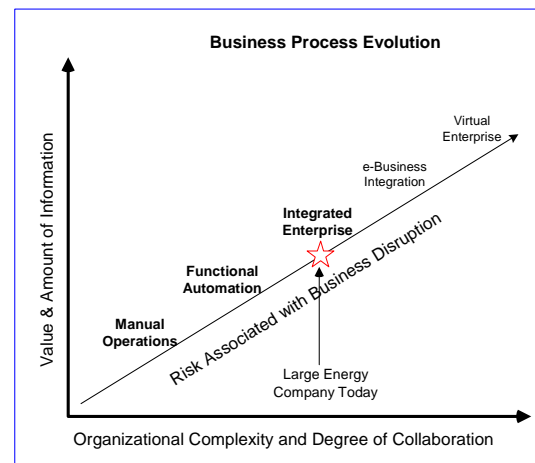 Business Process Evolution
Value & Amount of Information
Virtual
Enterprise
e-Business
Integration
Integrated
Enterprise
Functional
Automation
Manual
Operations
Risk Associated with Business Disruption
Large Energy
Company Today
Organizational Complexity and Degree of Collaboration